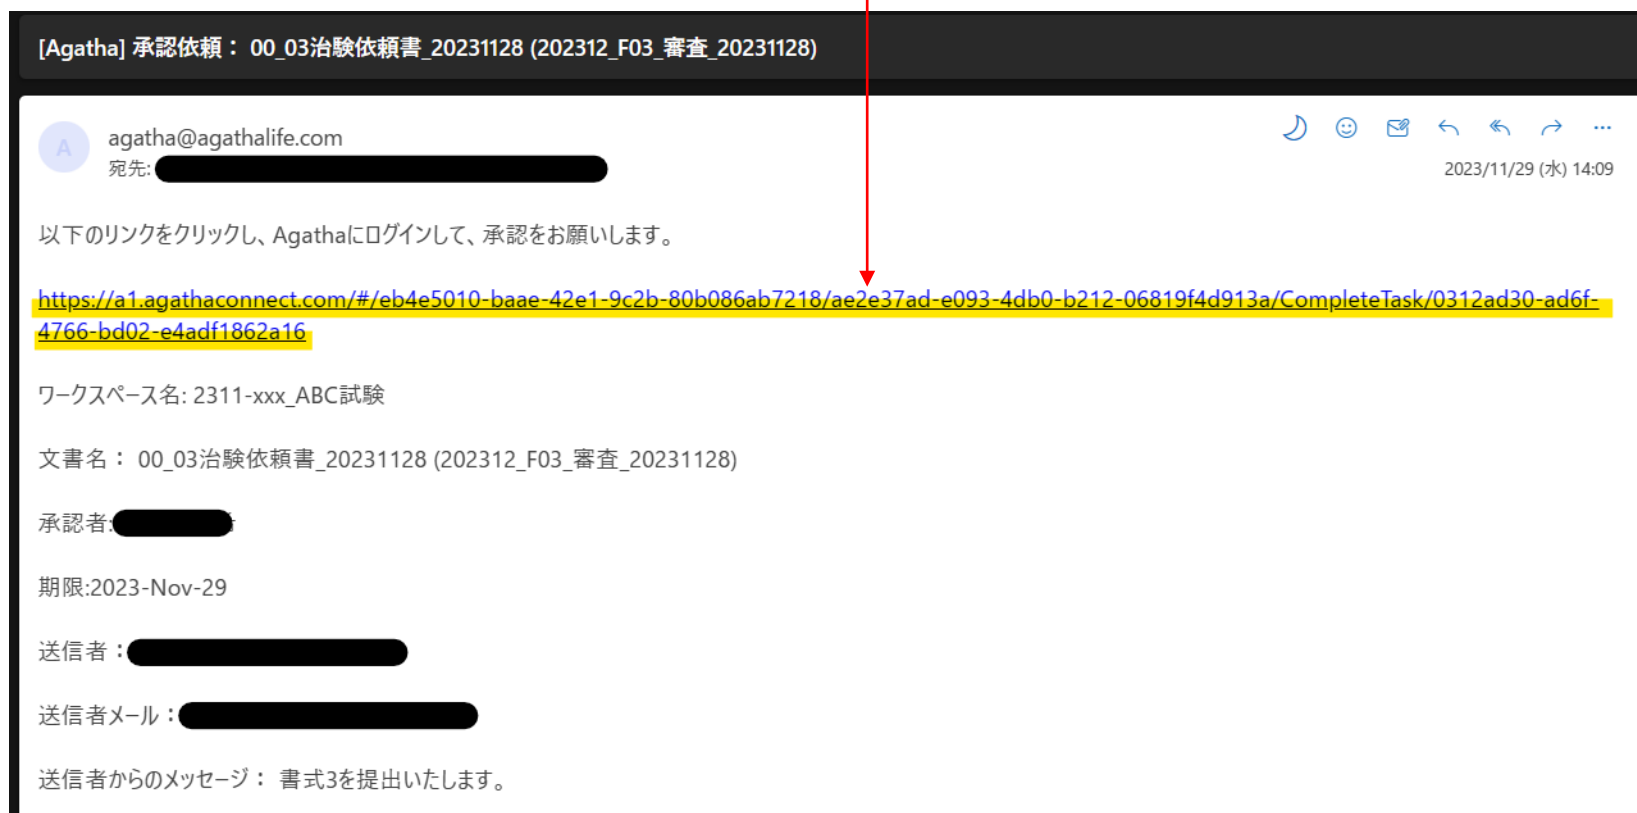 [Agatha] 承認依頼： 00_03治験依頼書_20231128 (202312_F03_審査_20231128)
A
agatha@agathalife.com
宛先:
2023/11/29 (水) 14:09
以下のリンクをクリックし、Agathaにログインして、承認をお願いします。
https://a1.agathaconnect.com/#/eb4e5010-baae-42e1-9c2b-80b086ab7218/ae2e37ad-e093-4db0-b212-06819f4d913a/CompleteTask/0312ad30-ad6f-
4766-bd02-e4adf1862a16
ワークスペース名: 2311-xxx_ABC試験
文書名： 00_03治験依頼書_20231128 (202312_F03_審査_20231128)
承認者:
期限:2023-Nov-29
送信者：
送信者メール：
送信者からのメッセージ： 書式3を提出いたします。